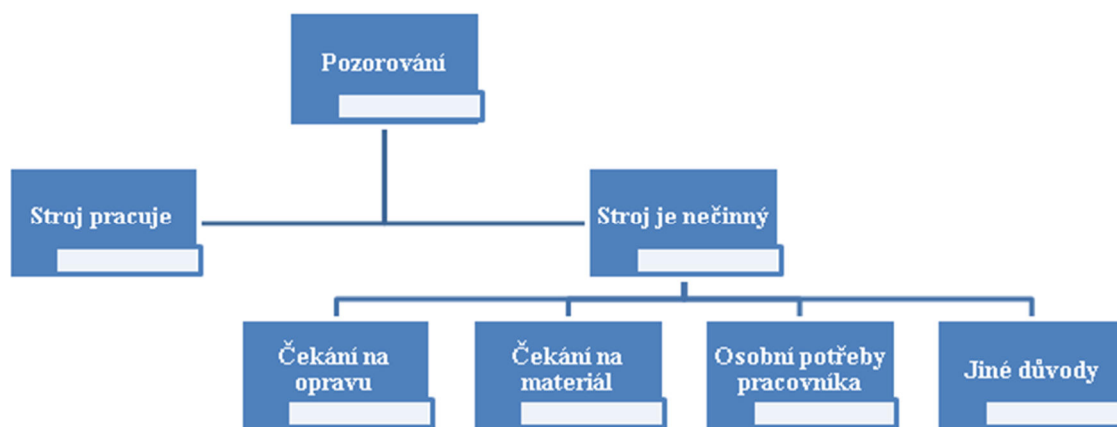 Pozorování
Stroj pracuje
Stroj je nečinný
Čekání na
opravu
Čekání na
materiál
Osobní potřeby
pracovníka
Jiné důvody